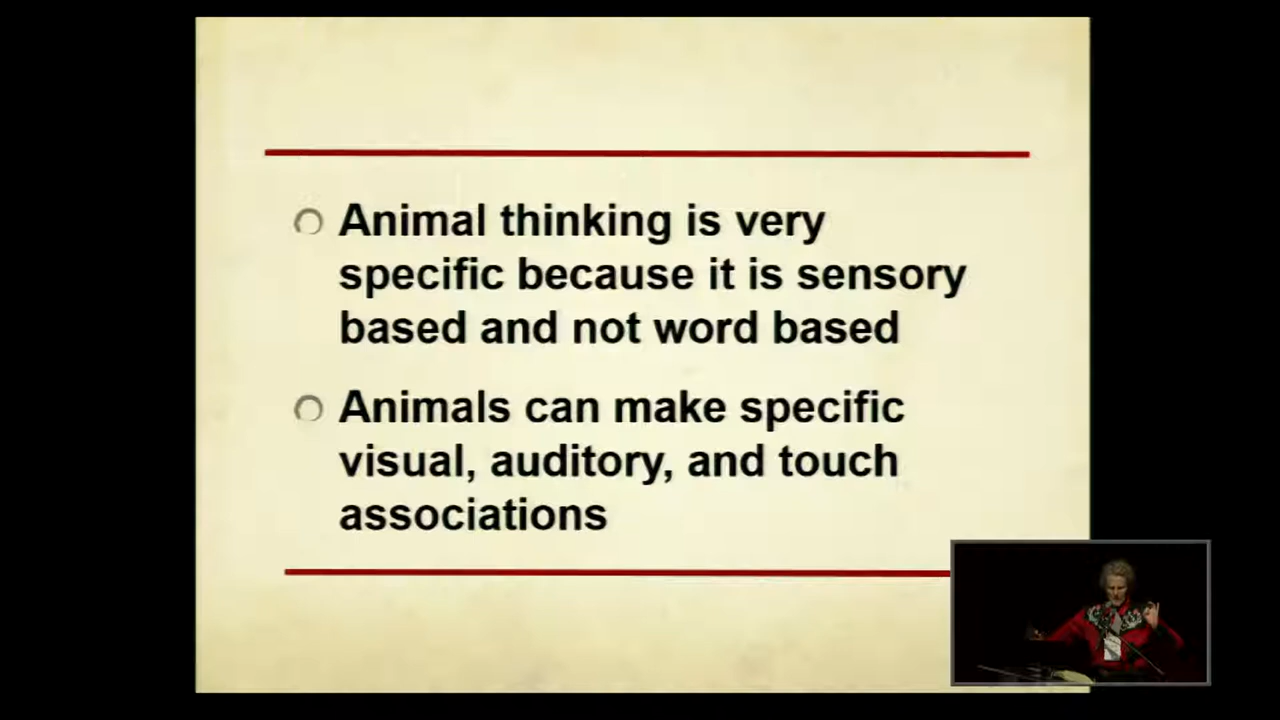 Animal thinking is very
specific because it is sensory
based and not word based
Animals can make specific
visual, auditory, and touch
associations